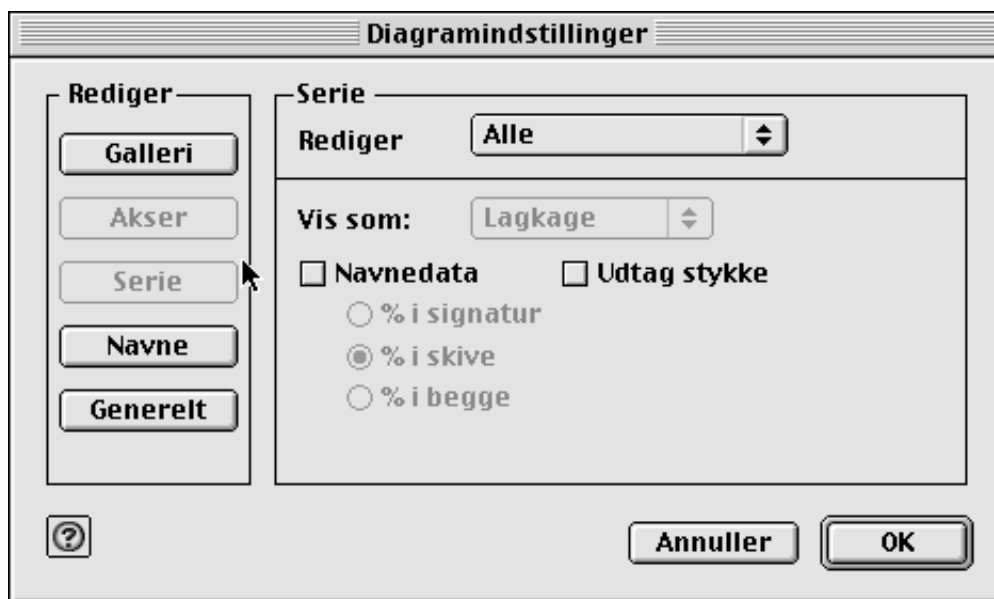 Diagramindstillinger
Rediger
Galleri
Akser
Serie
Navne
Generelt
Serie
Rediger Alle
Vis som: Lagkage
Navnedata Udtag stykke
% i signatur
% i skive
% i begge
? Annuller OK